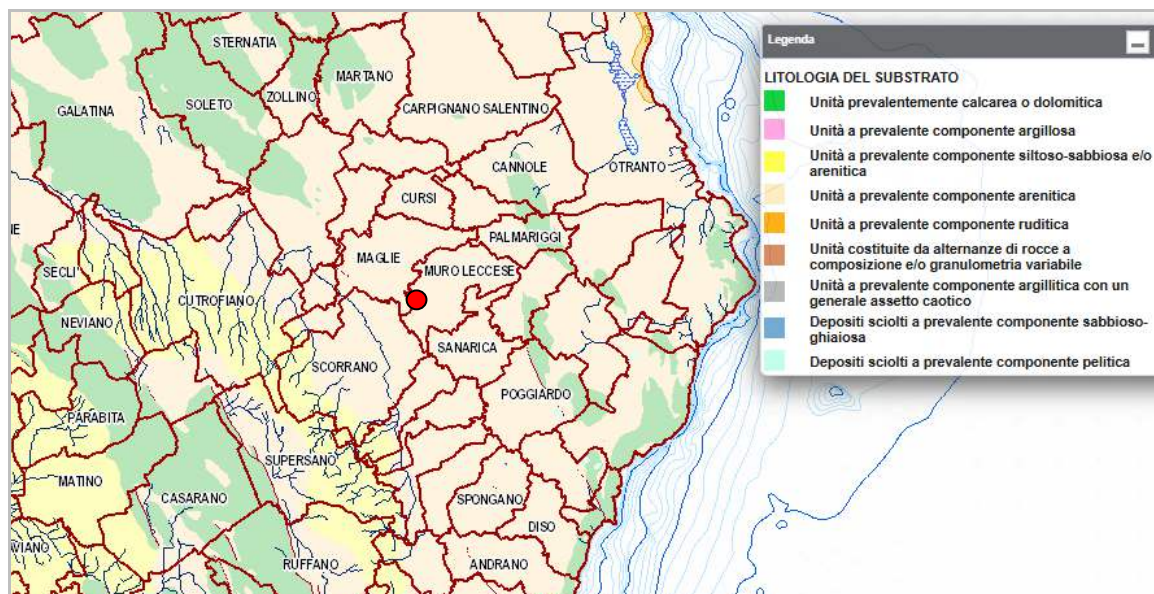 STERNATIA
MARTANO
ZOLLINO
SOLETO
GALATINA
CARPIGNANO SALENTINO
CANNOLE
OTRANTO
CURSI
PALMARIGGI
MAGLIE
MURO LECCESE
SECLI'
CUTROFIANO
NEVIANO
SANARICA
SCORRANO
POGGIARDO
PARABITA
SUPERSANO
MATINO
CASARANO
SPONGANO
DISO
RUFFANO
ANDRANO
Legenda
LITOLOGIA DEL SUBSTRATO
Unità prevalentemente calcarea o dolomitica
Unità a prevalente componente argillosa
Unità a prevalente componente siltoso-sabbiosa e/o
arenitica
Unità a prevalente componente arenitica
Unità a prevalente componente ruditica
Unità costituite da alternanze di rocce a
composizione e/o granulometria variabile
Unità a prevalente componente argillitica con un
generale assetto caotico
Depositi sciolti a prevalente componente sabbioso-
ghiaiosa
Depositi sciolti a prevalente componente pelitica